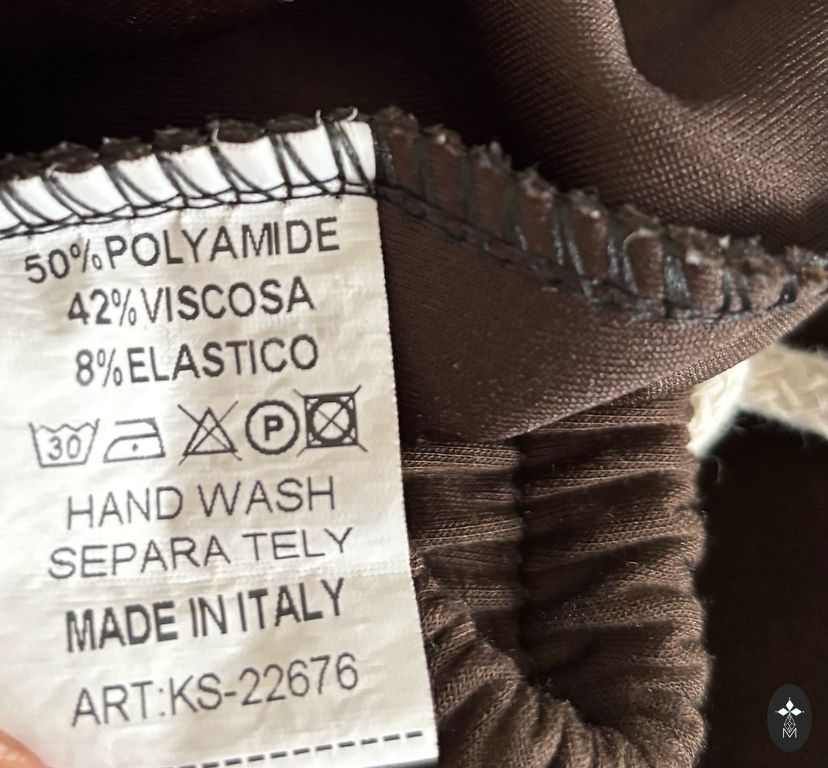 50%POLYAMIDE
42%VISCOSA
8%ELASTICO
30 P
HAND WASH
SEPARA TELY
MADE IN ITALY
ART:KS-22676
M